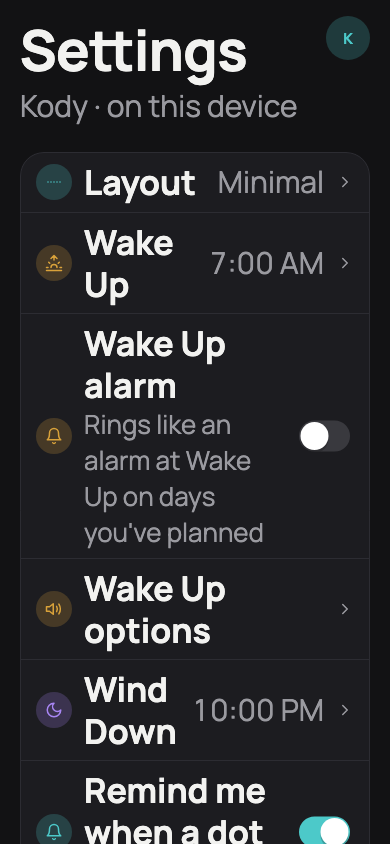 Settings
K
Kody · on this device
Layout
Minimal
Wake
Up
7:00 AM
Wake Up
alarm
Rings like an
alarm at Wake
Up on days
you've planned
Wake Up
options
Wind
Down
10:00 PM
Remind me
when a dot